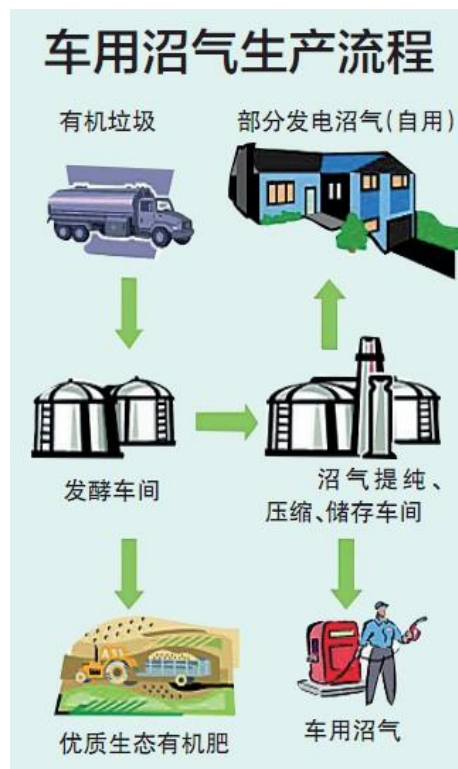 车用沼气生产流程
有机垃圾
部分发电沼气(自用)
发酵车间
沼气提纯、
压缩、储存车间
优质生态有机肥
车用沼气